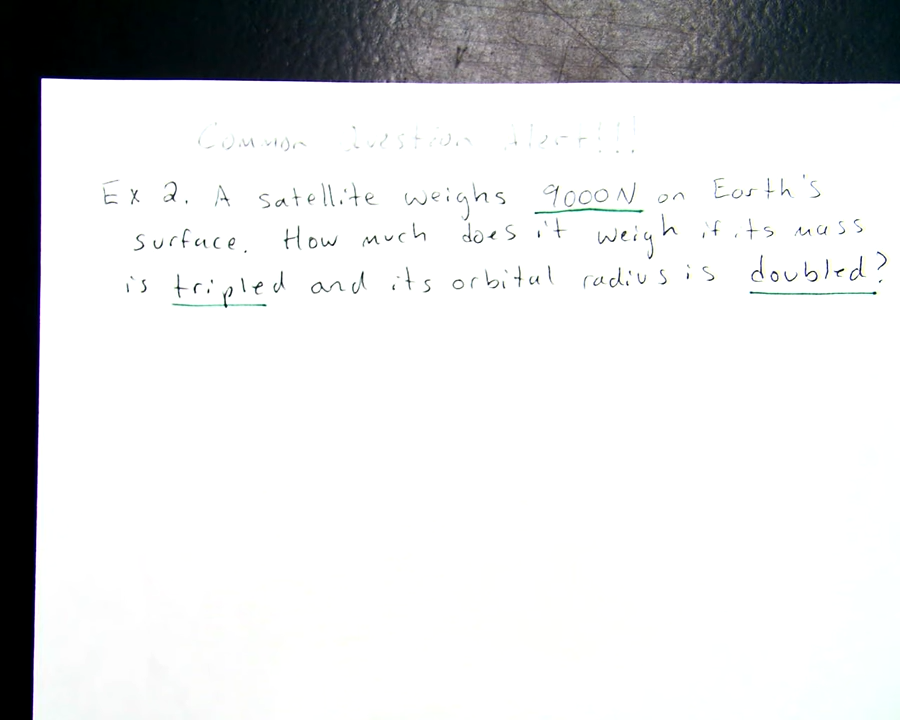 Common Question Alert!!!
Ex 2. A satellite weighs 9000N on Earth's
surface. How much does it weigh if its mass
is tripled and its orbital radius is doubled?